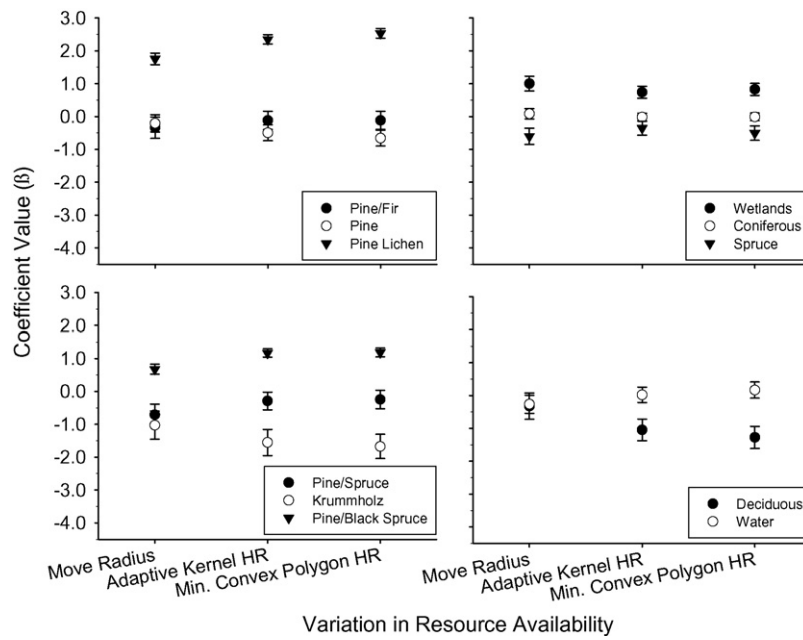 Coefficient Value (ß)
3.0
2.0
1.0
0.0
-1.0
-2.0
-3.0
-4.0
Pine/Fir
Pine
Pine Lichen
Wetlands
Coniferous
Spruce
3.0
2.0
1.0
0.0
-1.0
-2.0
-3.0
-4.0
Pine/Spruce
Krummholz
Pine/Black Spruce
Deciduous
Water
Move Radius
Adaptive Kernel HR
Min. Convex Polygon HR
Move Radius
Adaptive Kernel HR
Min. Convex Polygon HR
Variation in Resource Availability